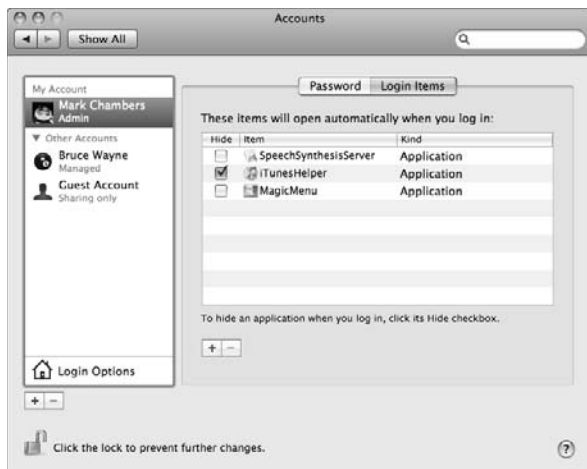 Accounts
Show All
My Account
Mark Chambers
Admin
Other Accounts
Bruce Wayne
Managed
Guest Account
Sharing only
Login Options
+ −
Password Login Items
These items will open automatically when you log in:
Hide Item Kind
SpeechSynthesisServer Application
iTunesHelper Application
MagicMenu Application
To hide an application when you log in, click its Hide checkbox.
+ −
Click the lock to prevent further changes.
?